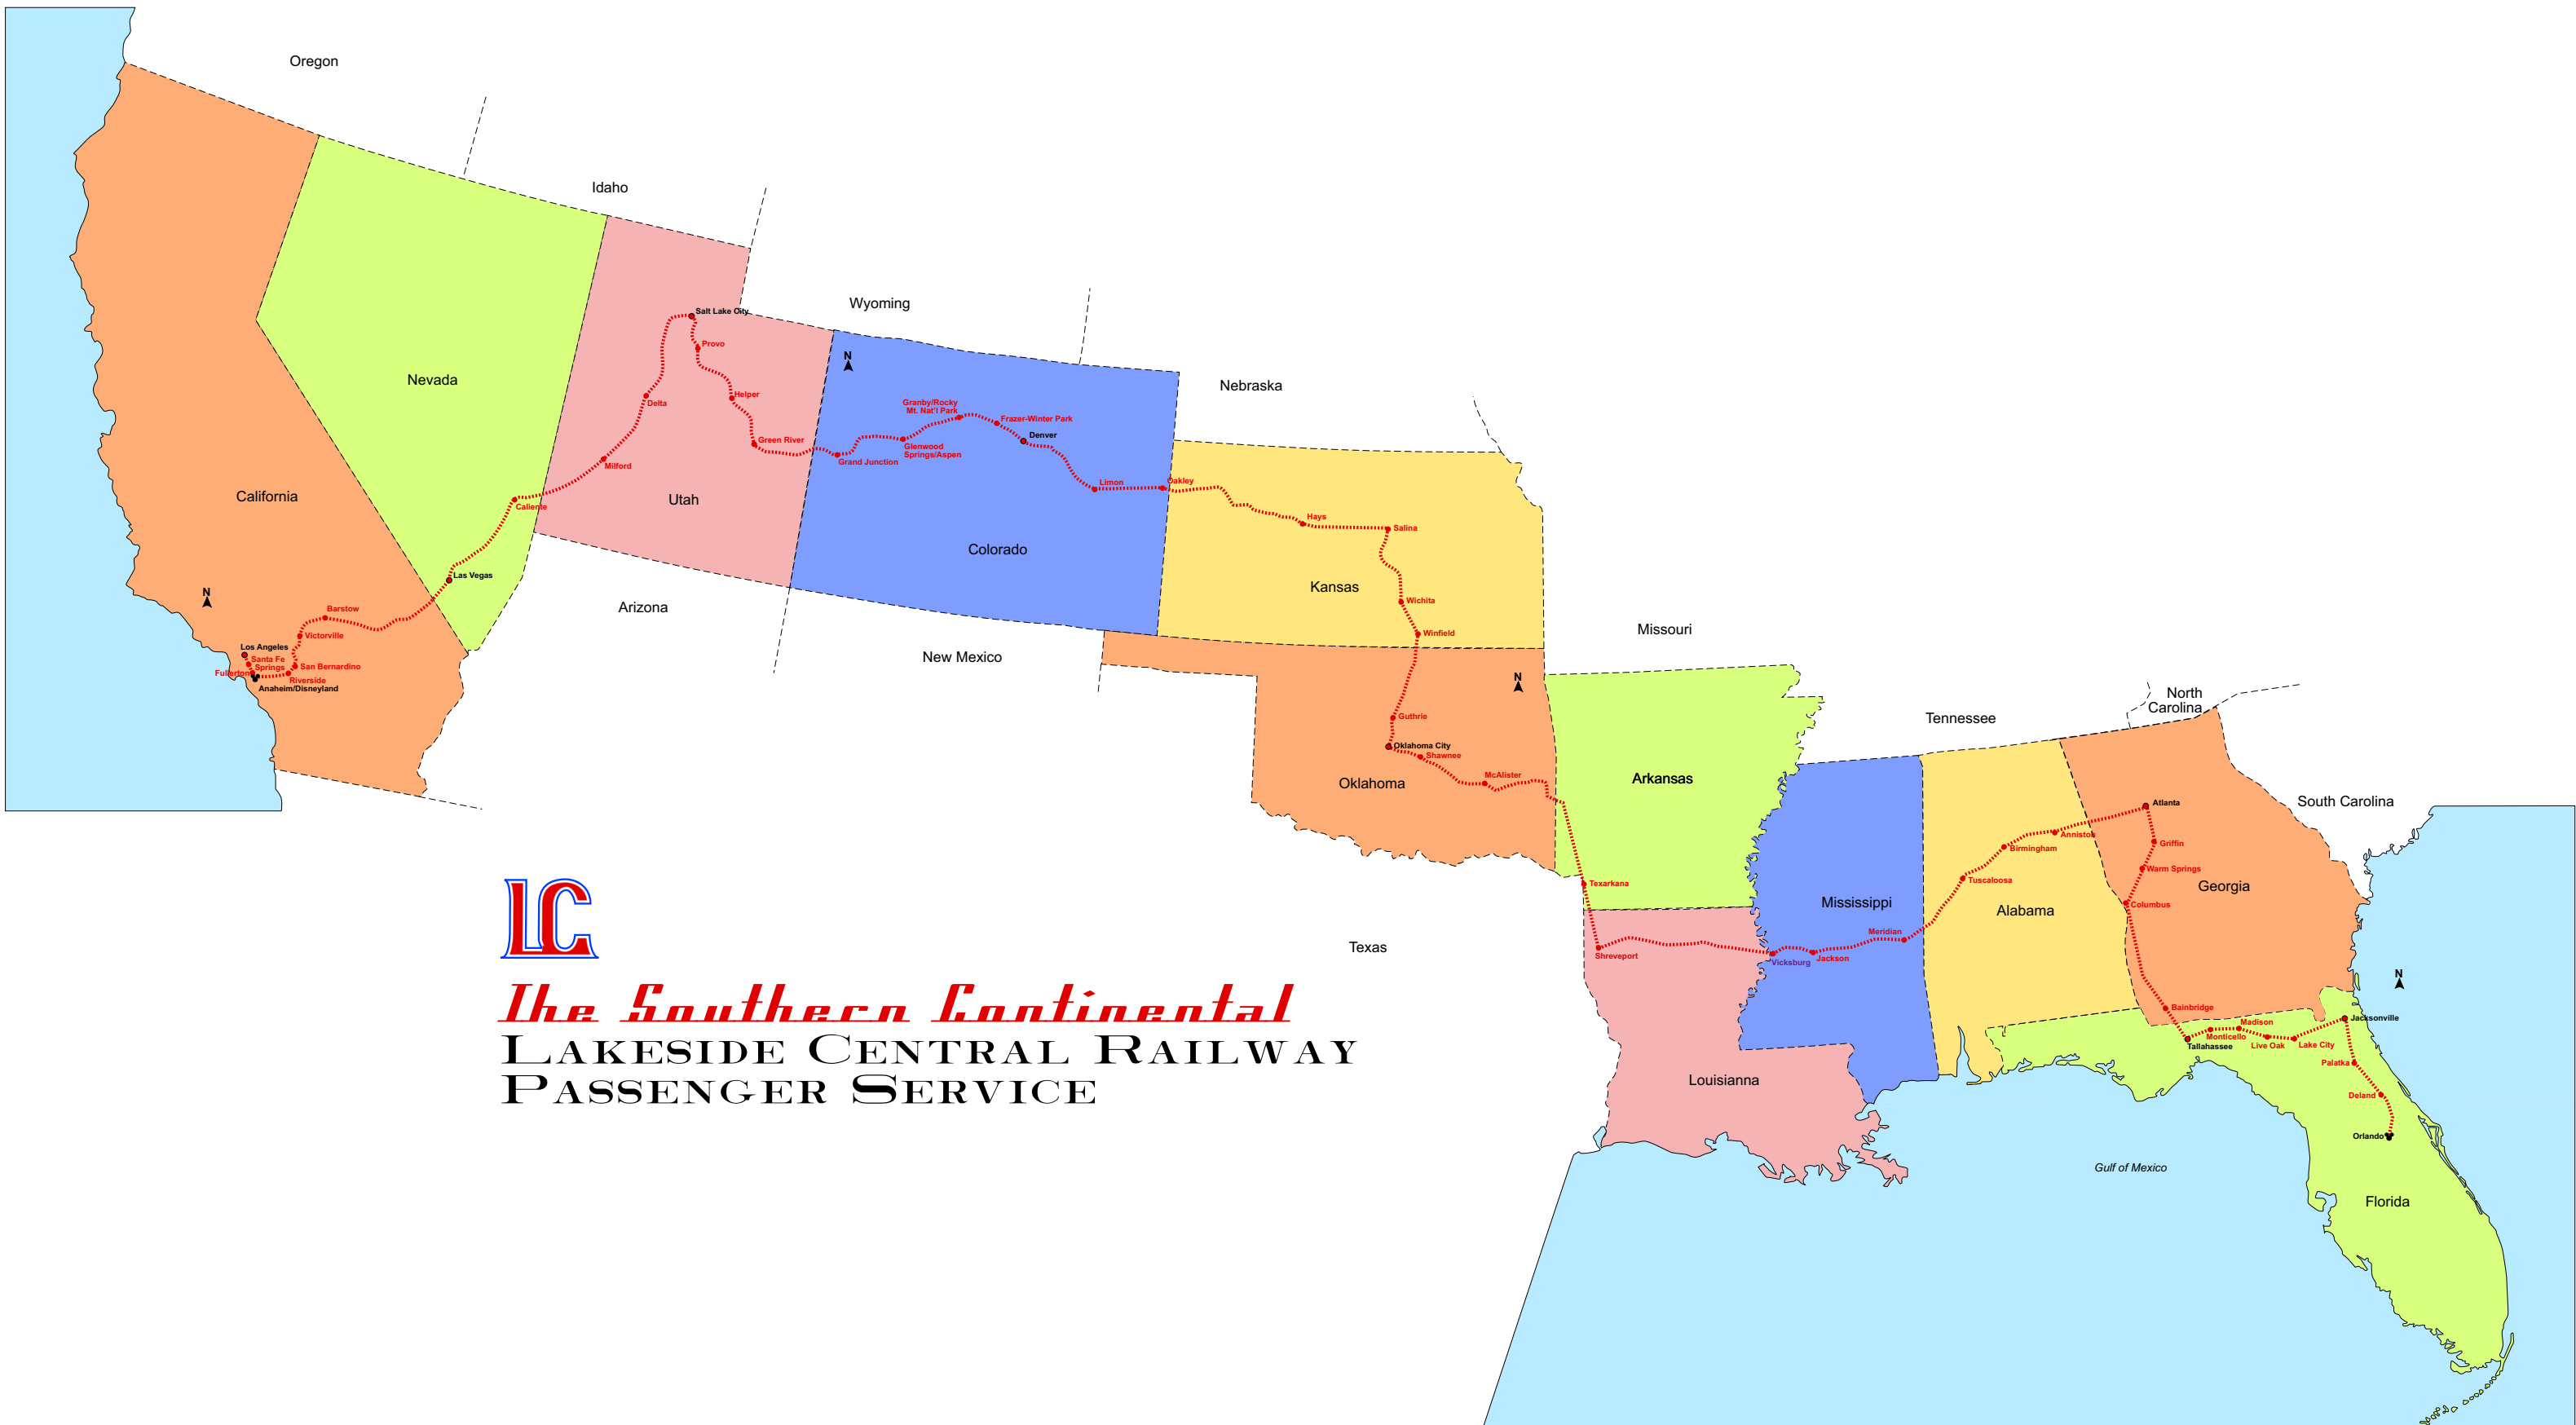 Oregon
Idaho
Wyoming
Nebraska
Nevada
California
Utah
Colorado
Kansas
Arizona
New Mexico
Missouri
Oklahoma
Arkansas
Texas
Tennessee
North
Carolina
South Carolina
Mississippi
Alabama
Georgia
Louisianna
Florida
Gulf of Mexico
N
N
N
N
Los Angeles
Santa Fe
Springs
Fullerton
Anaheim/Disneyland
Riverside
San Bernardino
Victorville
Barstow
Las Vegas
Caliente
Milford
Delta
Salt Lake City
Provo
Helper
Green River
Grand Junction
Glenwood
Springs/Aspen
Granby/Rocky
Mt. Nat'l Park
Frazer-Winter Park
Denver
Limon
Oakley
Hays
Salina
Wichita
Winfield
Guthrie
Oklahoma City
Shawnee
McAlister
Texarkana
Shreveport
Vicksburg
Jackson
Meridian
Tuscaloosa
Birmingham
Anniston
Atlanta
Griffin
Warm Springs
Columbus
Bainbridge
Tallahassee
Monticello
Madison
Live Oak
Lake City
Jacksonville
Palatka
Deland
Orlando
LC
The Southern Continental
Lakeside Central Railway
Passenger Service